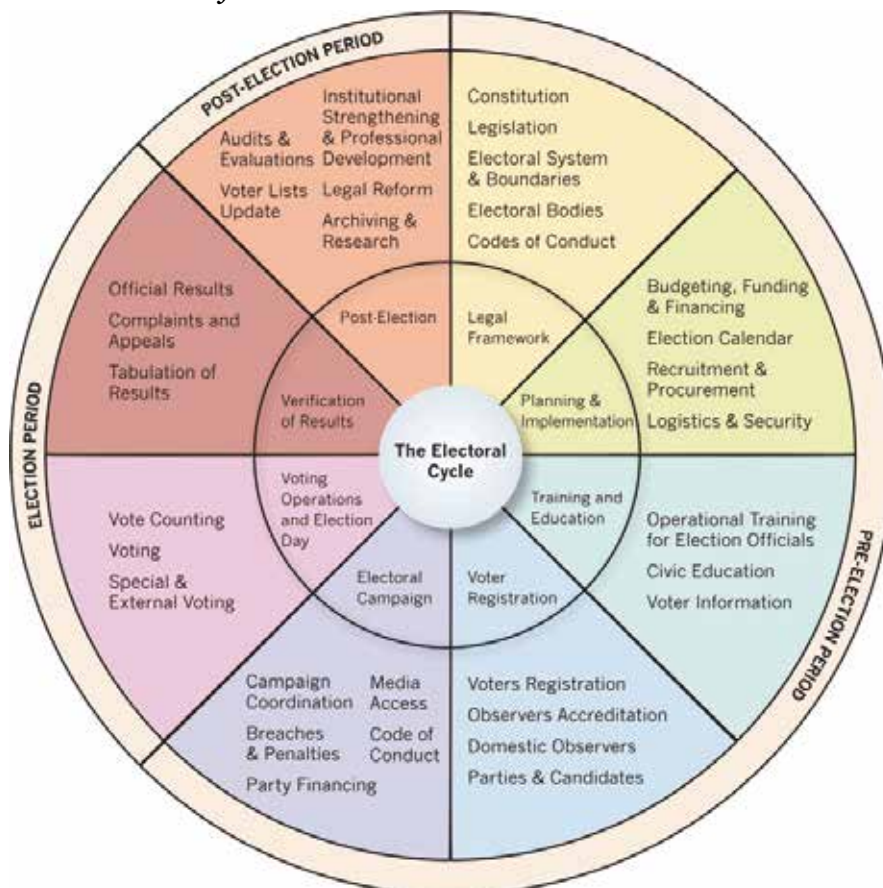 POST-ELECTION PERIOD
Institutional
Strengthening
& Professional
Development
Audits &
Evaluations
Voter Lists
Update
Legal Reform
Archiving &
Research
Post-Election
Constitution
Legislation
Electoral System
& Boundaries
Electoral Bodies
Codes of Conduct
Legal
Framework
Budgeting, Funding
& Financing
Election Calendar
Recruitment &
Procurement
Logistics & Security
Planning &
Implementation
Operational Training
for Election Officials
Civic Education
Voter Information
Training and
Education
PRE-ELECTION PERIOD
Voters Registration
Observers Accreditation
Domestic Observers
Parties & Candidates
Voter
Registration
Electoral
Campaign
Campaign
Coordination
Breaches
& Penalties
Party Financing
Media
Access
Code of
Conduct
Voting
Operations
and Election
Day
Vote Counting
Voting
Special &
External Voting
ELECTION PERIOD
Official Results
Complaints and
Appeals
Tabulation of
Results
Verification
of Results
The Electoral
Cycle